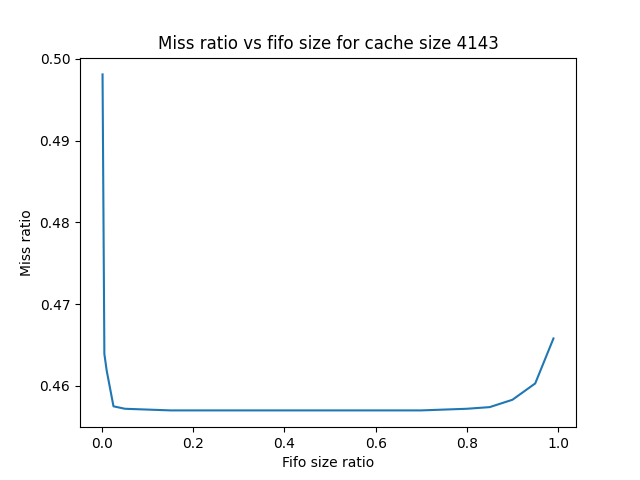 Miss ratio vs fifo size for cache size 4143
0.50
0.49
0.48
0.47
0.46
Miss ratio
0.0 0.2 0.4 0.6 0.8 1.0
Fifo size ratio